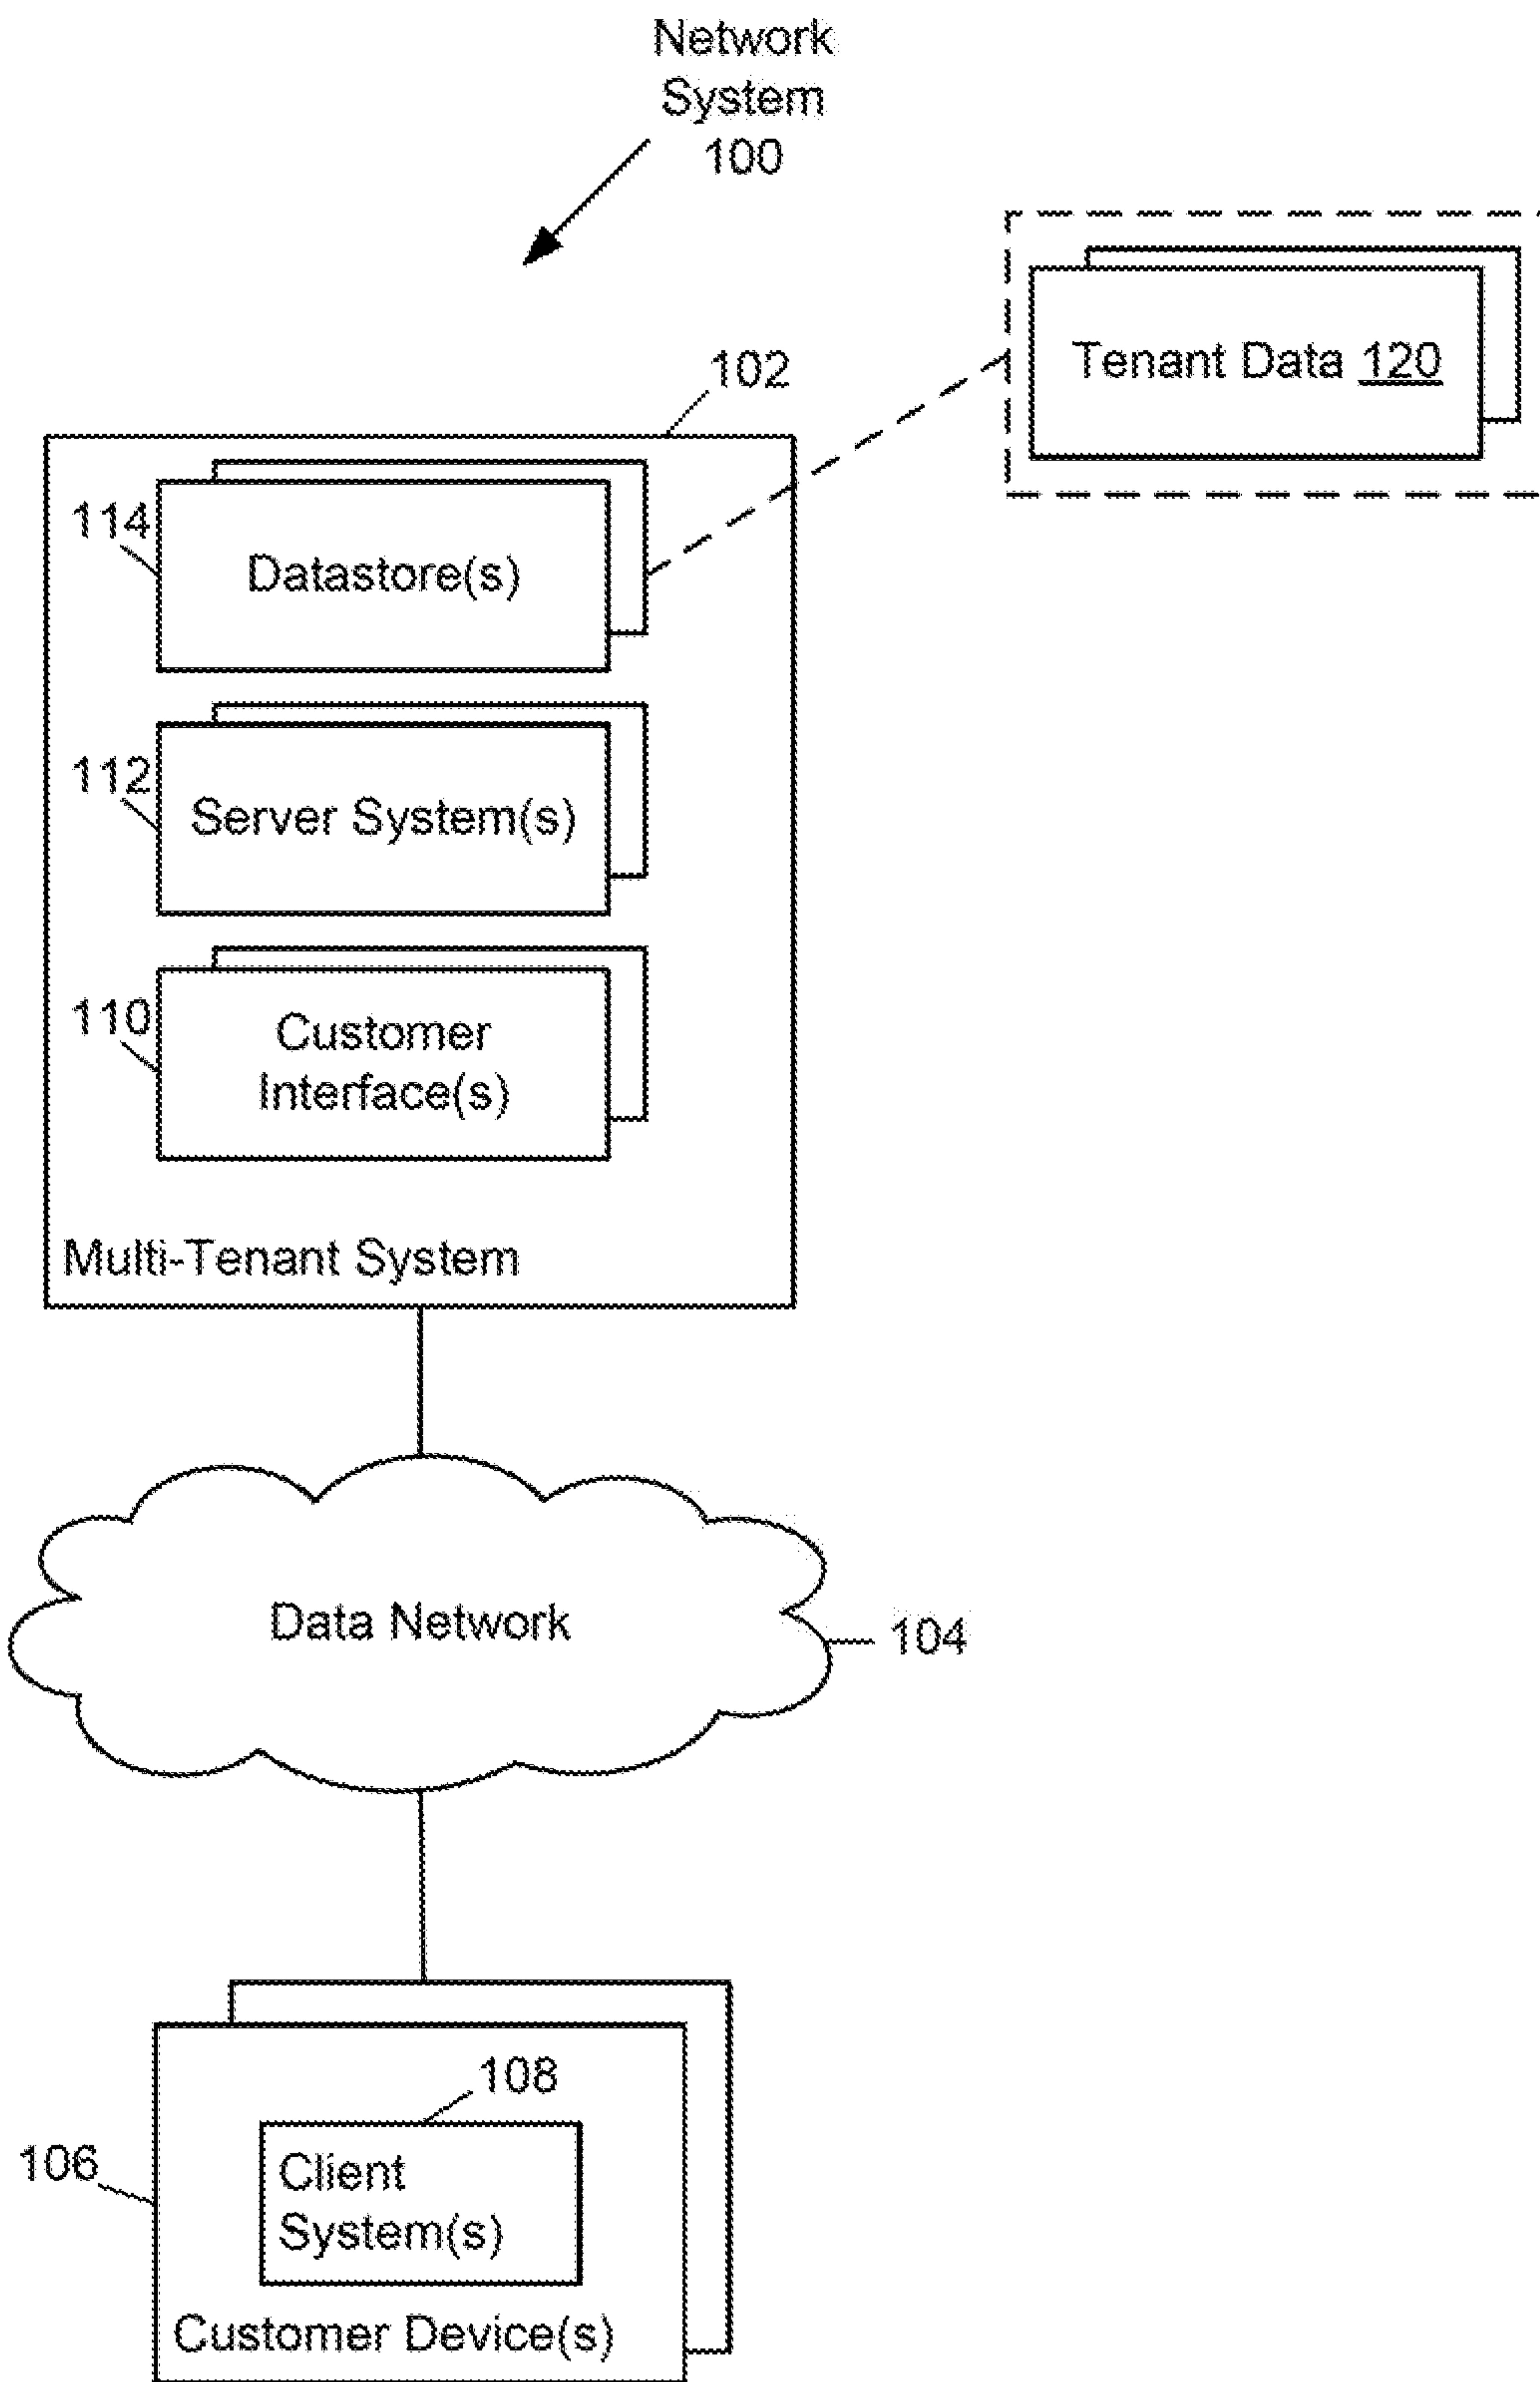 Network
System
100
Tenant Data 120
102
114
Datastore(s)
112
Server System(s)
110
Customer
Interface(s)
Multi-Tenant System
Data Network
104
108
106
Client
System(s)
Customer Device(s)